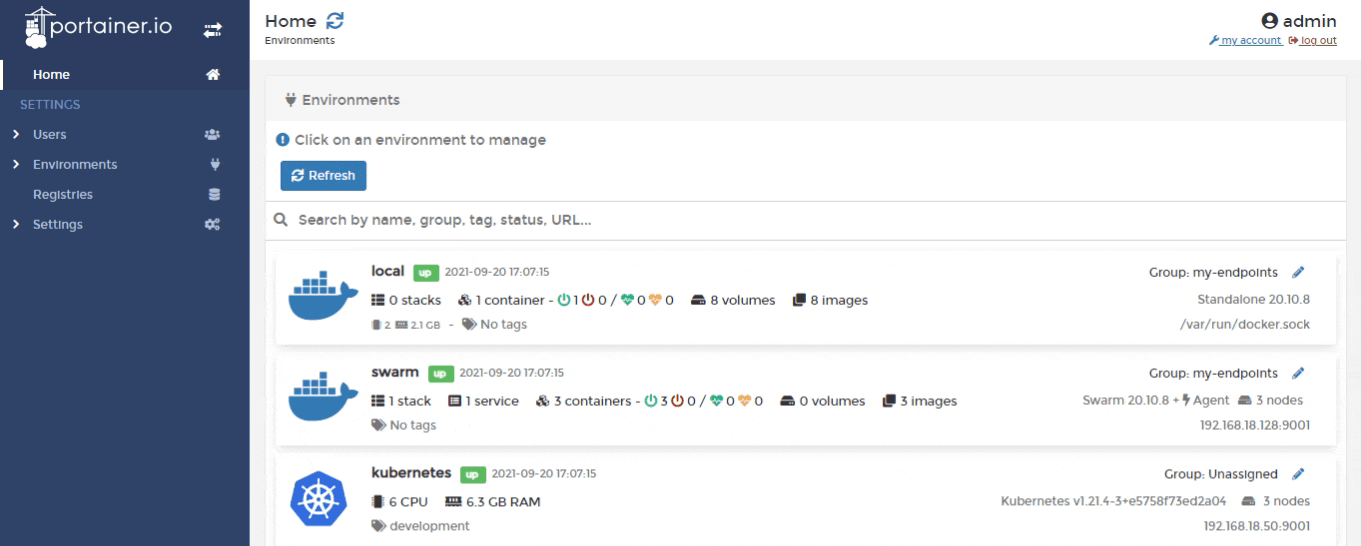 portainer.io
Home
SETTINGS
Users
Environments
Registries
Settings
Home
Environments
admin
my account log out
Environments
Click on an environment to manage
Refresh
Search by name, group, tag, status, URL...
local up 2021-09-20 17:07:15 Group: my-endpoints
0 stacks 1 container - 1 0 / 0 0 8 volumes 8 images Standalone 20.10.8
2 2.1 GB - No tags /var/run/docker.sock
swarm up 2021-09-20 17:07:15 Group: my-endpoints
1 stack 1 service 3 containers - 3 0 / 0 0 0 volumes 3 images Swarm 20.10.8 + Agent 3 nodes
No tags 192.168.18.128:9001
kubernetes up 2021-09-20 17:07:15 Group: Unassigned
6 CPU 6.3 GB RAM Kubernetes v1.21.4-3+e5758f73ed2a04 3 nodes
development 192.168.18.50:9001